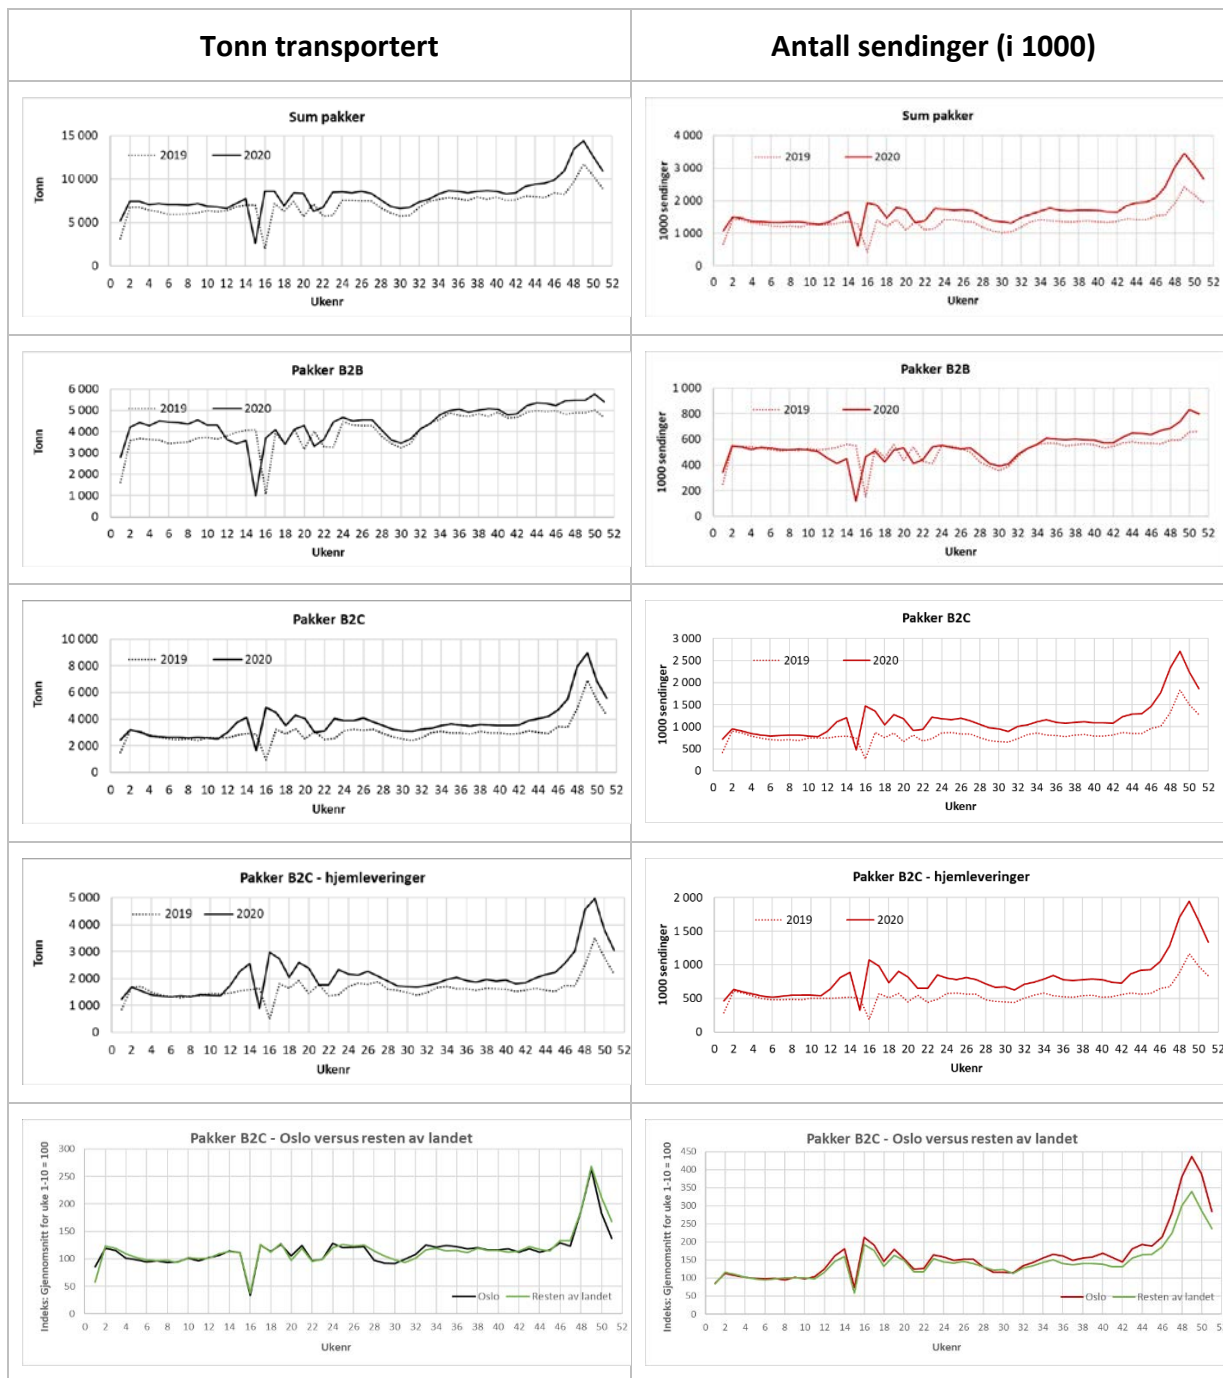 Tonn transportert
Antall sendinger (i 1000)
Sum pakker
15 000
10 000
5 000
0
Tonn
2019
2020
0 2 4 6 8 10 12 14 16 18 20 22 24 26 28 30 32 34 36 38 40 42 44 46 48 50 52
Ukenr
Sum pakker
4 000
3 000
2 000
1 000
0
1000 sendinger
2019
2020
0 2 4 6 8 10 12 14 16 18 20 22 24 26 28 30 32 34 36 38 40 42 44 46 48 50 52
Ukenr
Pakker B2B
6 000
5 000
4 000
3 000
2 000
1 000
0
Tonn
2019
2020
0 2 4 6 8 10 12 14 16 18 20 22 24 26 28 30 32 34 36 38 40 42 44 46 48 50 52
Ukenr
Pakker B2B
1 000
800
600
400
200
0
1000 sendinger
2019
2020
0 2 4 6 8 10 12 14 16 18 20 22 24 26 28 30 32 34 36 38 40 42 44 46 48 50 52
Ukenr
Pakker B2C
10 000
8 000
6 000
4 000
2 000
0
Tonn
2019
2020
0 2 4 6 8 10 12 14 16 18 20 22 24 26 28 30 32 34 36 38 40 42 44 46 48 50 52
Ukenr
Pakker B2C
3 000
2 500
2 000
1 500
1 000
500
0
1000 sendinger
2019
2020
0 2 4 6 8 10 12 14 16 18 20 22 24 26 28 30 32 34 36 38 40 42 44 46 48 50 52
Ukenr
Pakker B2C - hjemleveringer
5 000
4 000
3 000
2 000
1 000
0
Tonn
2019
2020
0 2 4 6 8 10 12 14 16 18 20 22 24 26 28 30 32 34 36 38 40 42 44 46 48 50 52
Ukenr
Pakker B2C - hjemleveringer
2 000
1 500
1 000
500
0
1000 sendinger
2019
2020
0 2 4 6 8 10 12 14 16 18 20 22 24 26 28 30 32 34 36 38 40 42 44 46 48 50 52
Ukenr
Pakker B2C - Oslo versus resten av landet
300
250
200
150
100
50
0
Indeks: Gjennomsnitt for uke 1-10 = 100
Oslo
Resten av landet
0 2 4 6 8 10 12 14 16 18 20 22 24 26 28 30 32 34 36 38 40 42 44 46 48 50 52
Ukenr
Pakker B2C - Oslo versus resten av landet
450
400
350
300
250
200
150
100
50
0
Indeks: Gjennomsnitt for uke 1-10 = 100
Oslo
Resten av landet
0 2 4 6 8 10 12 14 16 18 20 22 24 26 28 30 32 34 36 38 40 42 44 46 48 50
Ukenr